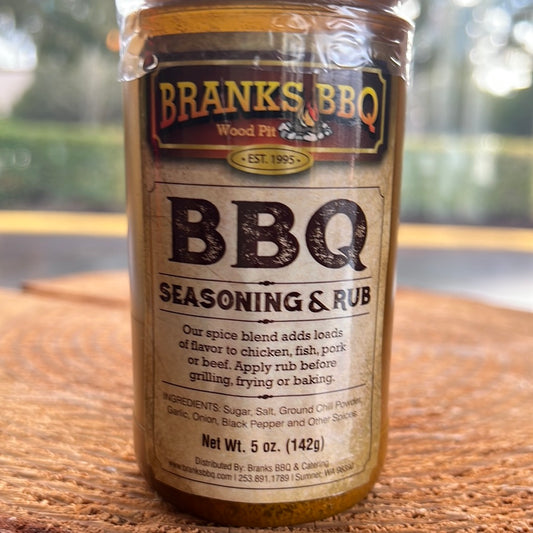 BRANKS BBQ
Wood Pit
• EST. 1995 •
BBQ
SEASONING & RUB
Our spice blend adds loads
of flavor to chicken, fish, pork
or beef. Apply rub before
grilling, frying or baking.
INGREDIENTS: Sugar, Salt, Ground Chili Powder,
Garlic, Onion, Black Pepper and Other Spices
Net Wt. 5 oz. (142g)
Distributed By: Branks BBQ & Catering
www.branksbbq.com | 253.891.1789 | Sumner, WA 98390